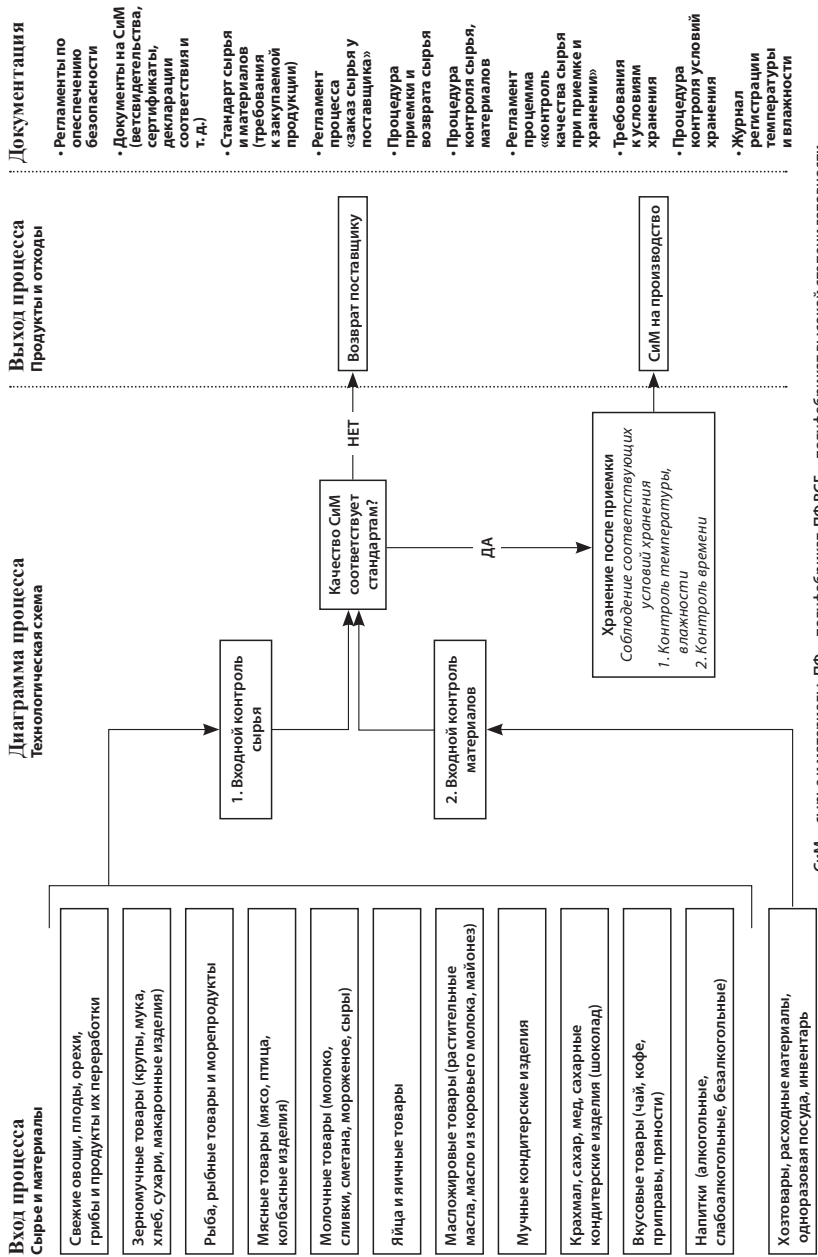 Вход процесса
Сырье и материалы
Свежие овощи, плоды, орехи,
грибы и продукты их переработки
Зерномучные товары (крупы, мука,
хлеб, сухари, макаронные изделия)
Рыба, рыбные товары и морепродукты
Мясные товары (мясо, птица,
колбасные изделия)
Молочные товары (молоко,
сливки, сметана, мороженое, сыры)
Яйца и яичные товары
Масложировые товары (растительные
масла, масло из коровьего молока, майонез)
Мучные кондитерские изделия
Крахмал, сахар, мед, сахарные
кондитерские изделия (шоколад)
Вкусовые товары (чай, кофе,
приправы, пряности)
Напитки (алкогольные,
слабоалкогольные, безалкогольные)
Хозтовары, расходные материалы,
одноразовая посуда, инвентарь
Диаграмма процесса
Технологическая схема
1. Входной контроль
сырья
2. Входной контроль
материалов
Качество СиМ
соответствует
стандартам?
НЕТ
ДА
Хранение после приемки
Соблюдение соответствующих
условий хранения
1. Контроль температуры,
влажности
2. Контроль времени
Выход процесса
Продукты и отходы
Возврат поставщику
СиМ на производство
Документация
• Регламенты по
опеспечению
безопасности
• Документы на СиМ
(ветсвидетельства,
сертификаты,
декларации
соответствия и
т. д.)
• Стандарт сырья
и материалов
(требования
к закупаемой
продукции)
• Регламент
процесса
«заказ сырья у
поставщика»
• Процедура
приемки и
возврата сырья
• Процедура
контроля сырья,
материалов
• Регламент
процемма
«контроль
качества сырья
при приемке и
хранении»
• Требования
к условиям
хранения
• Процедура
контроля условий
хранения
• Журнал
регистрации
температуры
и влажности